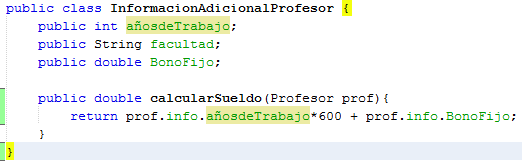 public class InformacionAdicionalProfesor {
public int añosdeTrabajo;
public String facultad;
public double BonoFijo;
public double calcularSueldo(Profesor prof){
return prof.info.añosdeTrabajo*600 + prof.info.BonoFijo;
}
}